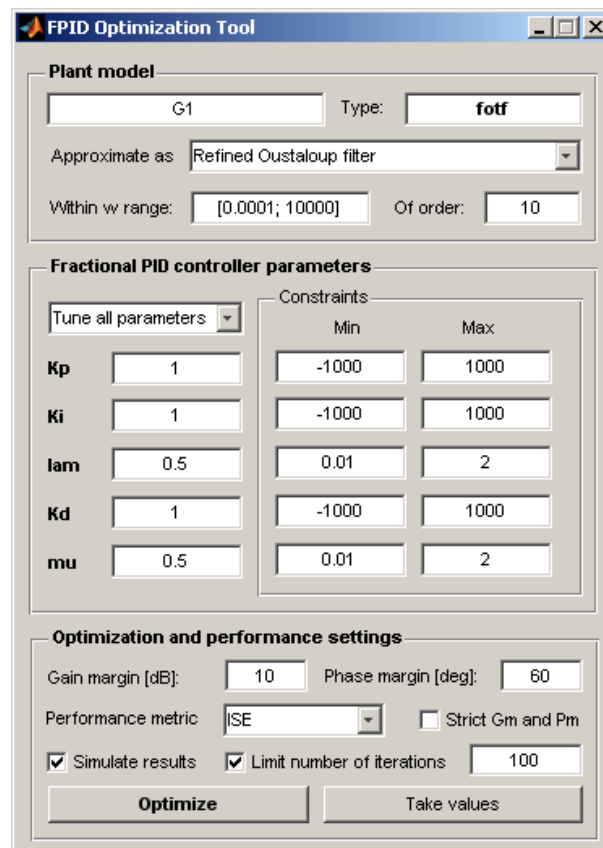 FPID Optimization Tool
Plant model
G1 Type: fotf
Approximate as Refined Oustaloup filter
Within w range: [0.0001; 10000] Of order: 10
Fractional PID controller parameters
Constraints
Tune all parameters Min Max
Kp 1 -1000 1000
Ki 1 -1000 1000
lam 0.5 0.01 2
Kd 1 -1000 1000
mu 0.5 0.01 2
Optimization and performance settings
Gain margin [dB]: 10 Phase margin [deg]: 60
Performance metric ISE Strict Gm and Pm
Simulate results Limit number of iterations 100
Optimize Take values